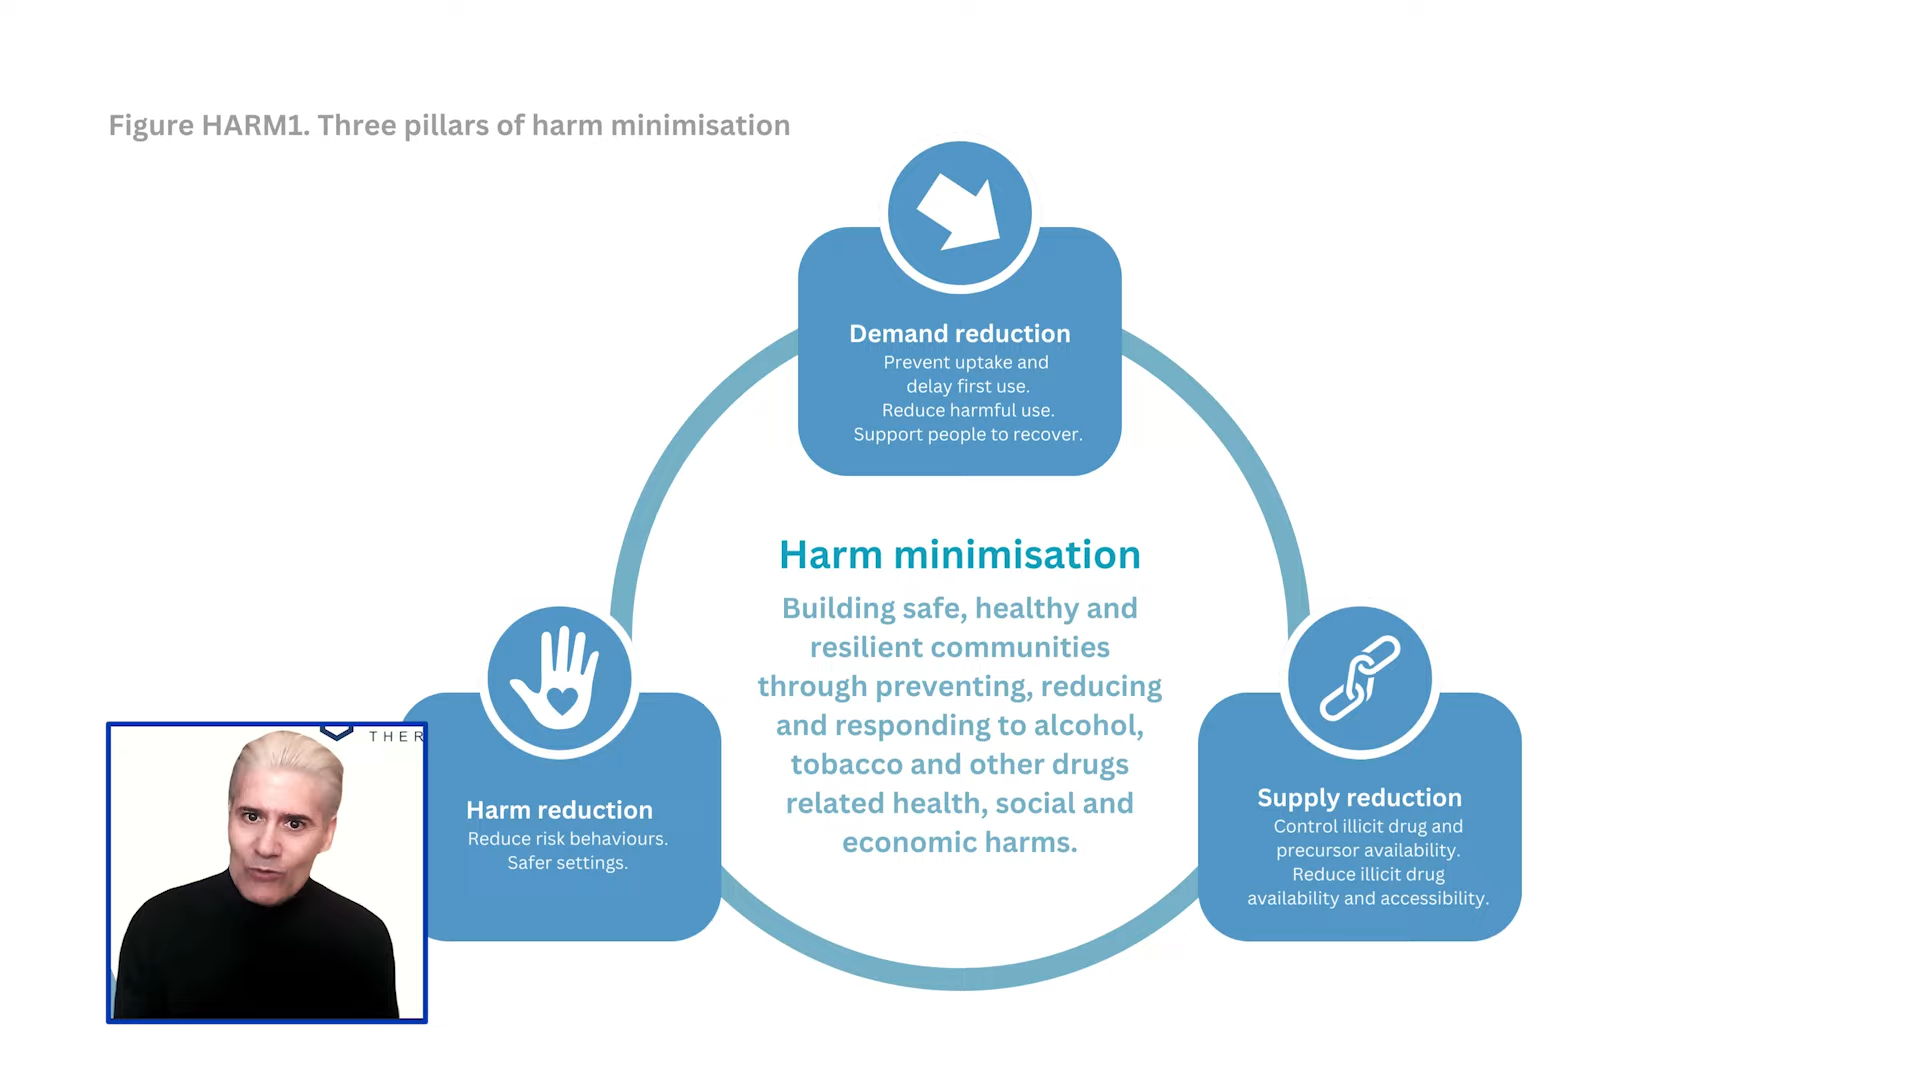 Figure HARM1. Three pillars of harm minimisation
Demand reduction
Prevent uptake and
delay first use.
Reduce harmful use.
Support people to recover.
Harm minimisation
Building safe, healthy and
resilient communities
through preventing, reducing
and responding to alcohol,
tobacco and other drugs
related health, social and
economic harms.
Harm reduction
Reduce risk behaviours.
Safer settings.
Supply reduction
Control illicit drug and
precursor availability.
Reduce illicit drug
availability and accessibility.
THER